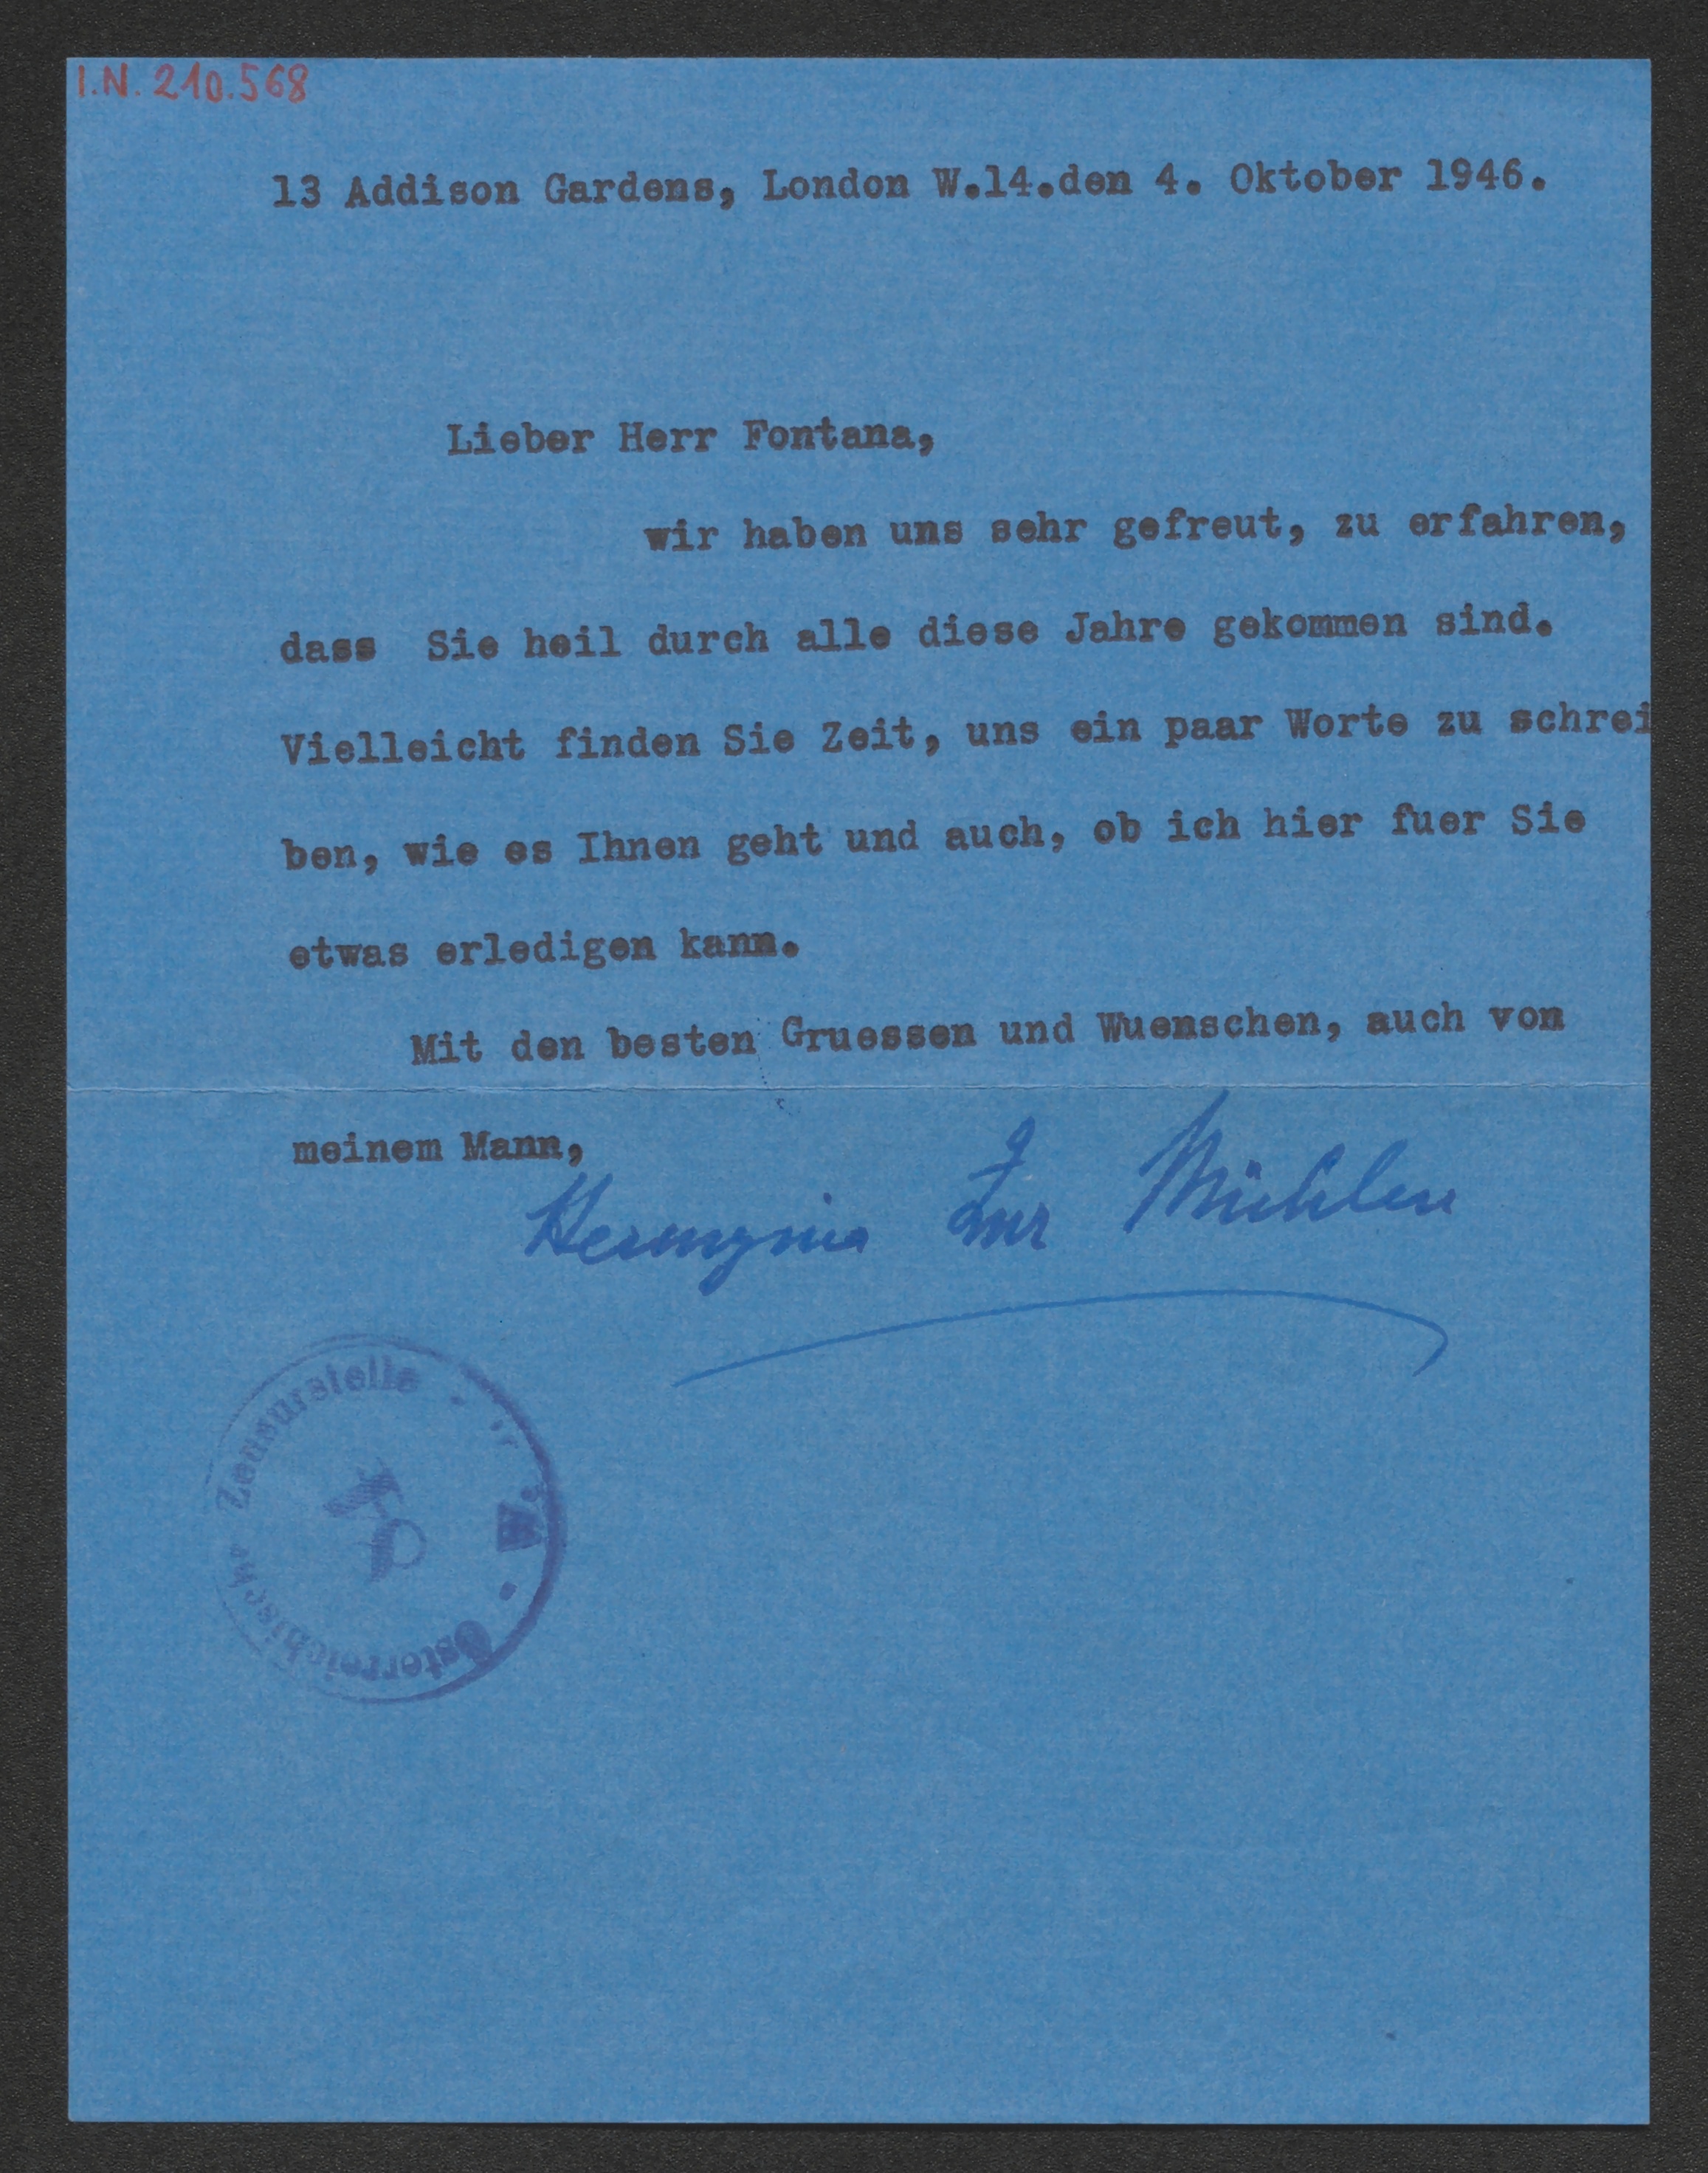 I.N. 210.568
13 Addison Gardens, London W.14.den 4. Oktober 1946.
Lieber Herr Fontana,
wir haben uns sehr gefreut, zu erfahren,
dass  Sie heil durch alle diese Jahre gekommen sind.
Vielleicht finden Sie Zeit, uns ein paar Worte zu schrei
ben, wie es Ihnen geht und auch, ob ich hier fuer Sie
etwas erledigen kann.
Mit den besten Gruessen und Wuenschen, auch von
meinem Mann,
Hermynia Zur Mühlen
Österreichische Zensurstelle